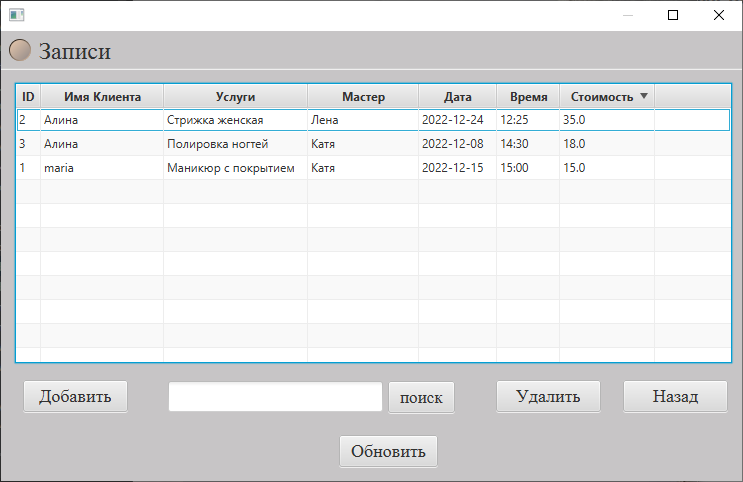 Записи
ID Имя Клиента Услуги Мастер Дата Время Стоимость
2 Алина Стрижка женская Лена 2022-12-24 12:25 35.0
3 Алина Полировка ногтей Катя 2022-12-08 14:30 18.0
1 maria Маникюр с покрытием Катя 2022-12-15 15:00 15.0
Добавить поиск Удалить Назад
Обновить